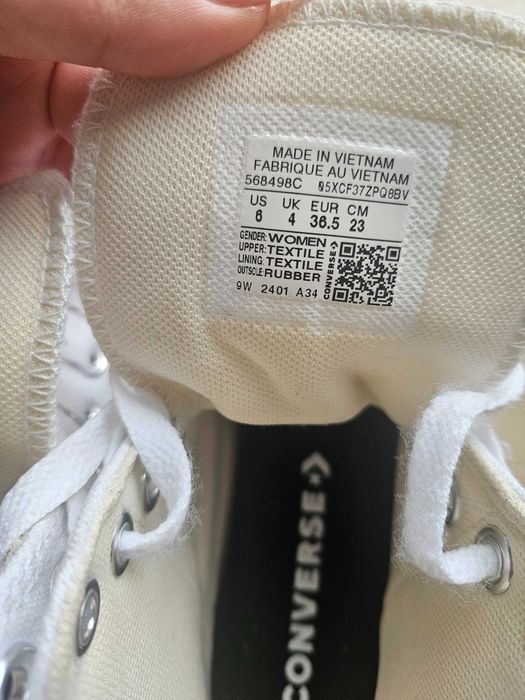 MADE IN VIETNAM
FABRIQUE AU VIETNAM
568498C 05XCF37ZPQ8BV
US UK EUR CM
6 4 36.5 23
GENDER: WOMEN
UPPER: TEXTILE
LINING: TEXTILE
OUTSOLE: RUBBER
CONVERSE
9W 2401 A34
CONVERSE